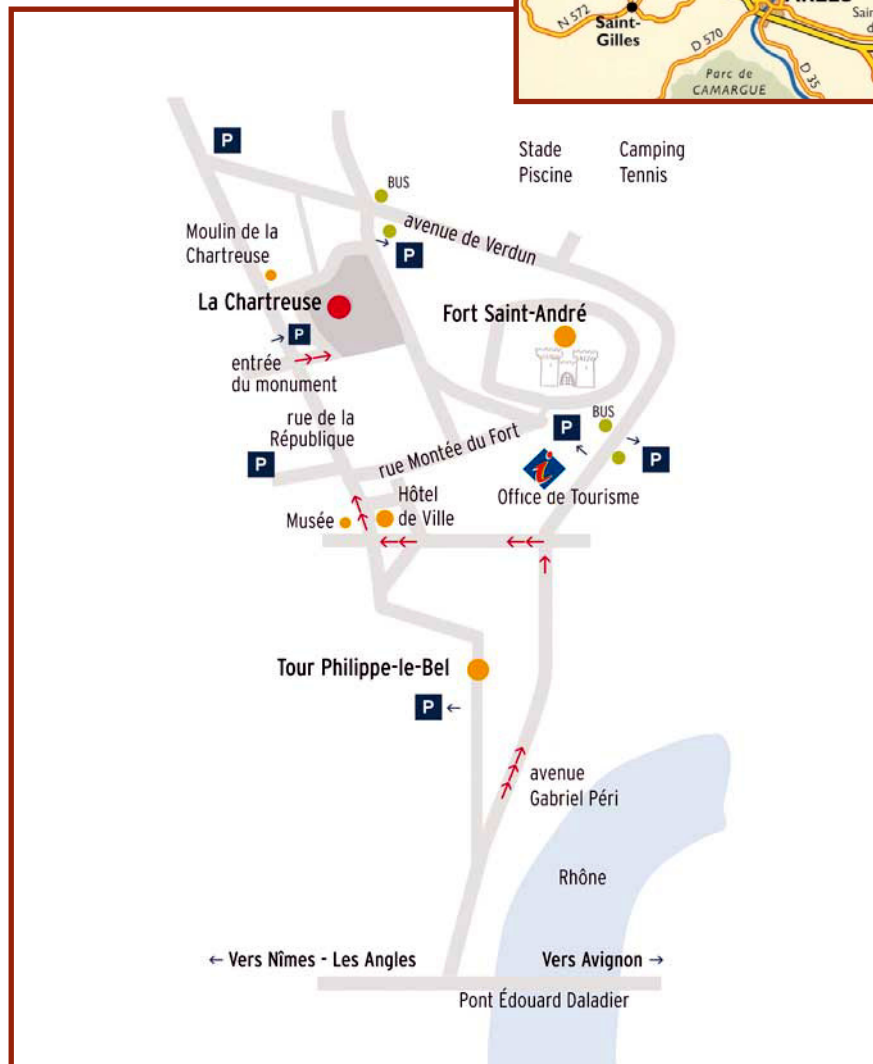 N 572
Saint-
Gilles
D 570
Parc de
CAMARGUE
D 35
P
Stade
Piscine
Camping
Tennis
BUS
avenue de Verdun
P
Moulin de la
Chartreuse
La Chartreuse
Fort Saint-André
P
entrée
du monument
rue de la
République
P
rue Montée du Fort
P
BUS
P
i
Office de Tourisme
Hôtel
de Ville
Musée
Tour Philippe-le-Bel
P ←
avenue
Gabriel Péri
Rhône
← Vers Nîmes - Les Angles
Vers Avignon →
Pont Édouard Daladier